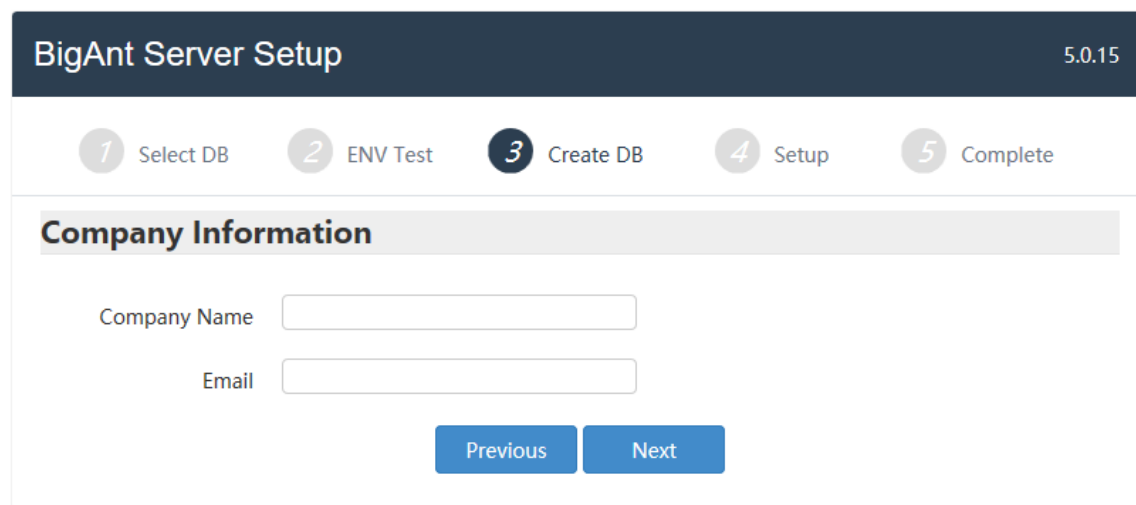 BigAnt Server Setup 5.0.15
1 Select DB 2 ENV Test 3 Create DB 4 Setup 5 Complete
Company Information
Company Name
Email
Previous Next